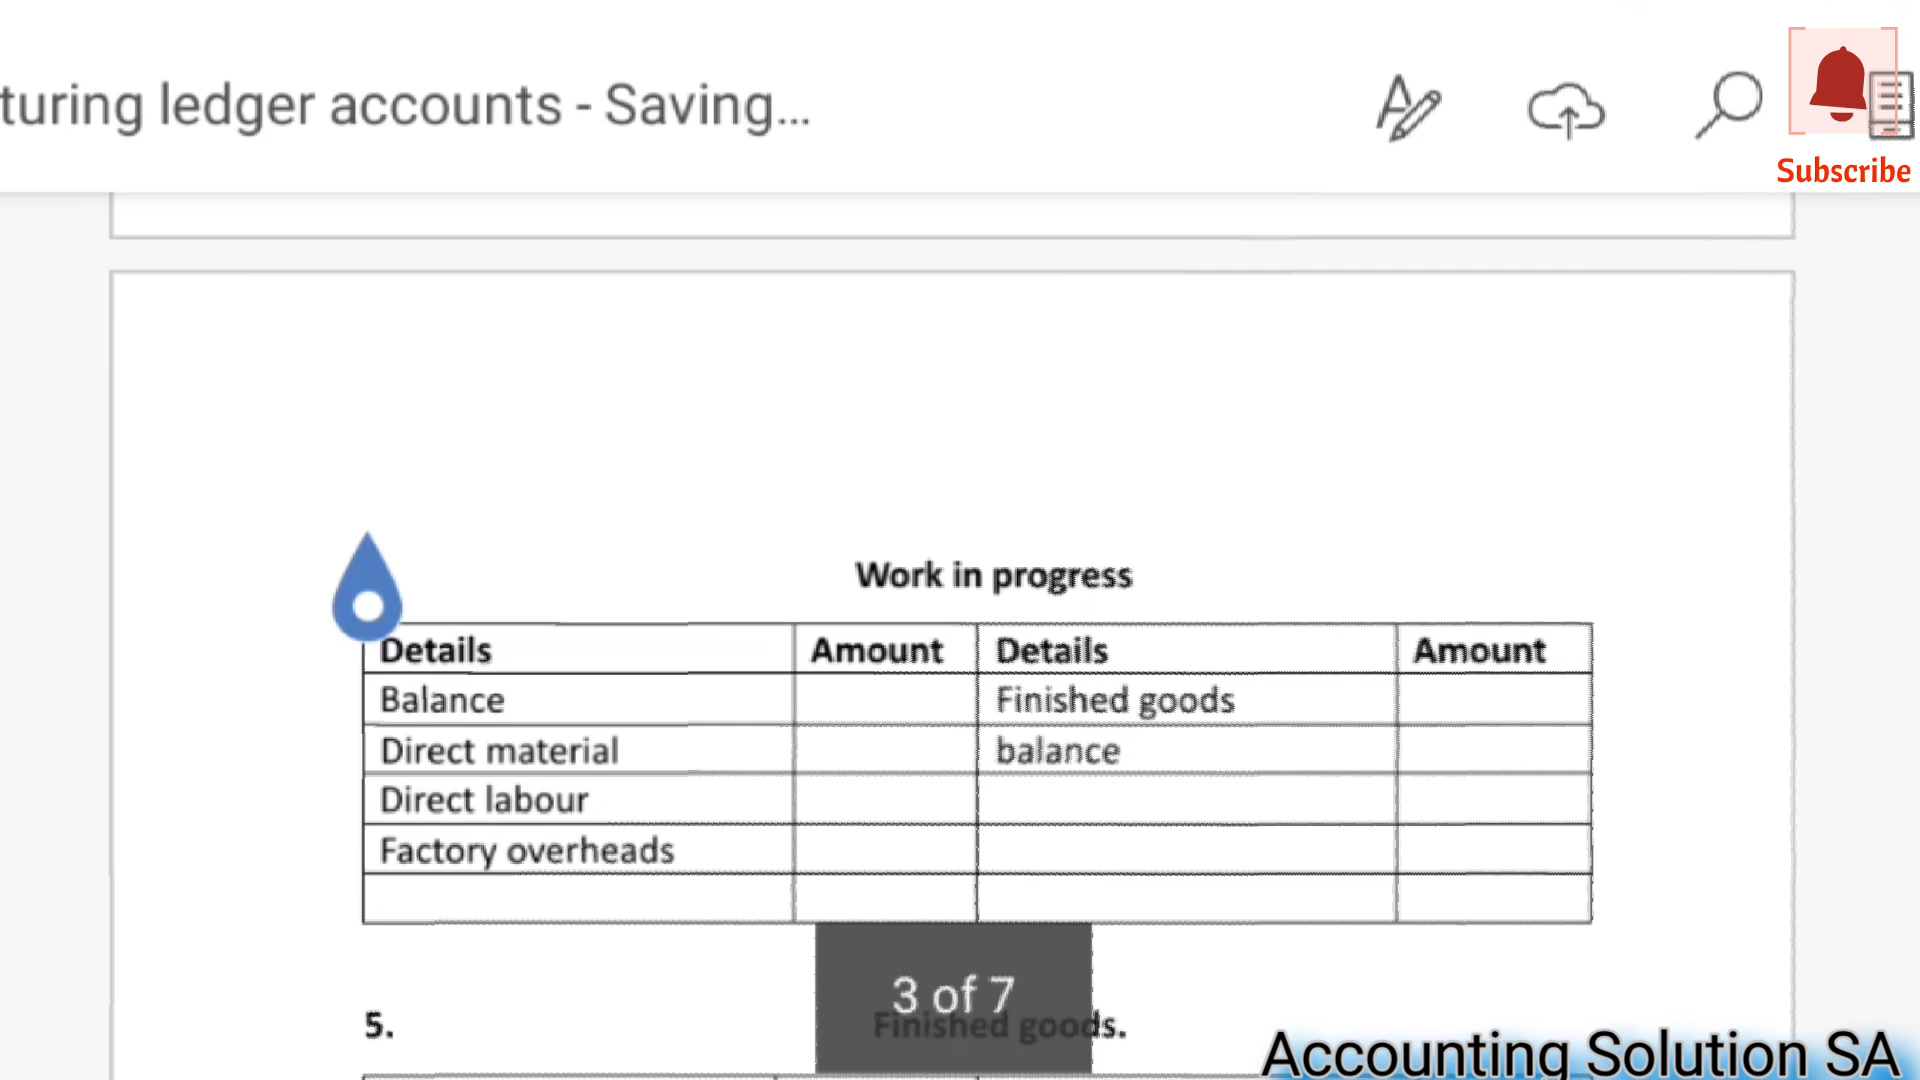 turing ledger accounts - Saving...
Subscribe
Work in progress
Details Amount Details Amount
Balance Finished goods
Direct material balance
Direct labour
Factory overheads
3 of 7
5. Finished goods.
Accounting Solution SA